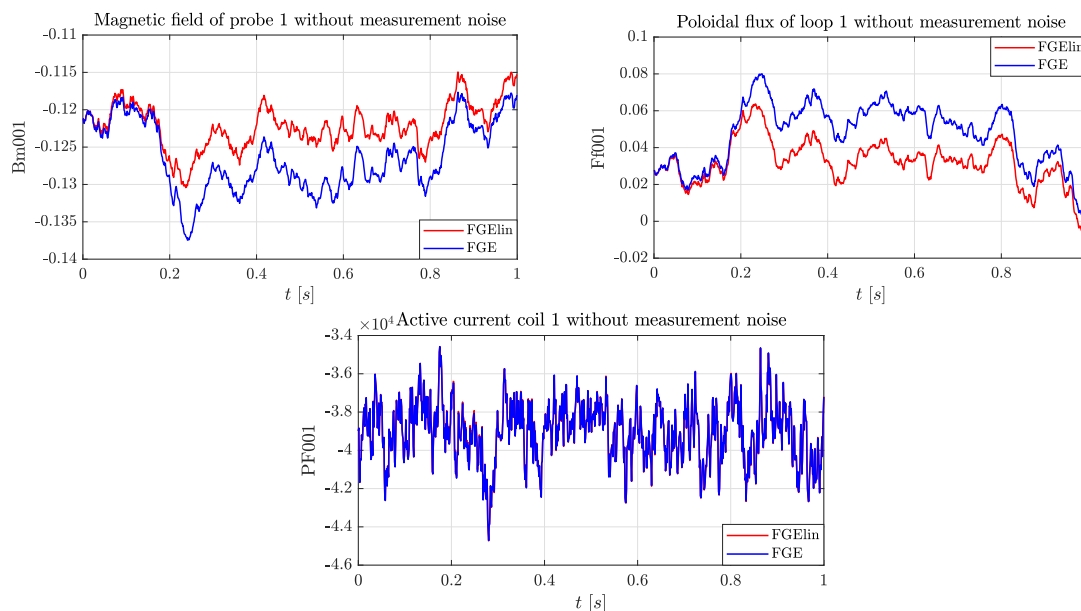 Magnetic field of probe 1 without measurement noise
-0.11
-0.115
-0.12
-0.125
-0.13
-0.135
-0.14
Bm001
0 0.2 0.4 0.6 0.8 1
t [s]
FGElin
FGE
Poloidal flux of loop 1 without measurement noise
0.1
0.08
0.06
0.04
0.02
0
-0.02
Ff001
0 0.2 0.4 0.6 0.8
t [s]
FGElin
FGE
×10⁴ Active current coil 1 without measurement noise
-3.4
-3.6
-3.8
-4
-4.2
-4.4
-4.6
PF001
0 0.2 0.4 0.6 0.8 1
t [s]
FGElin
FGE